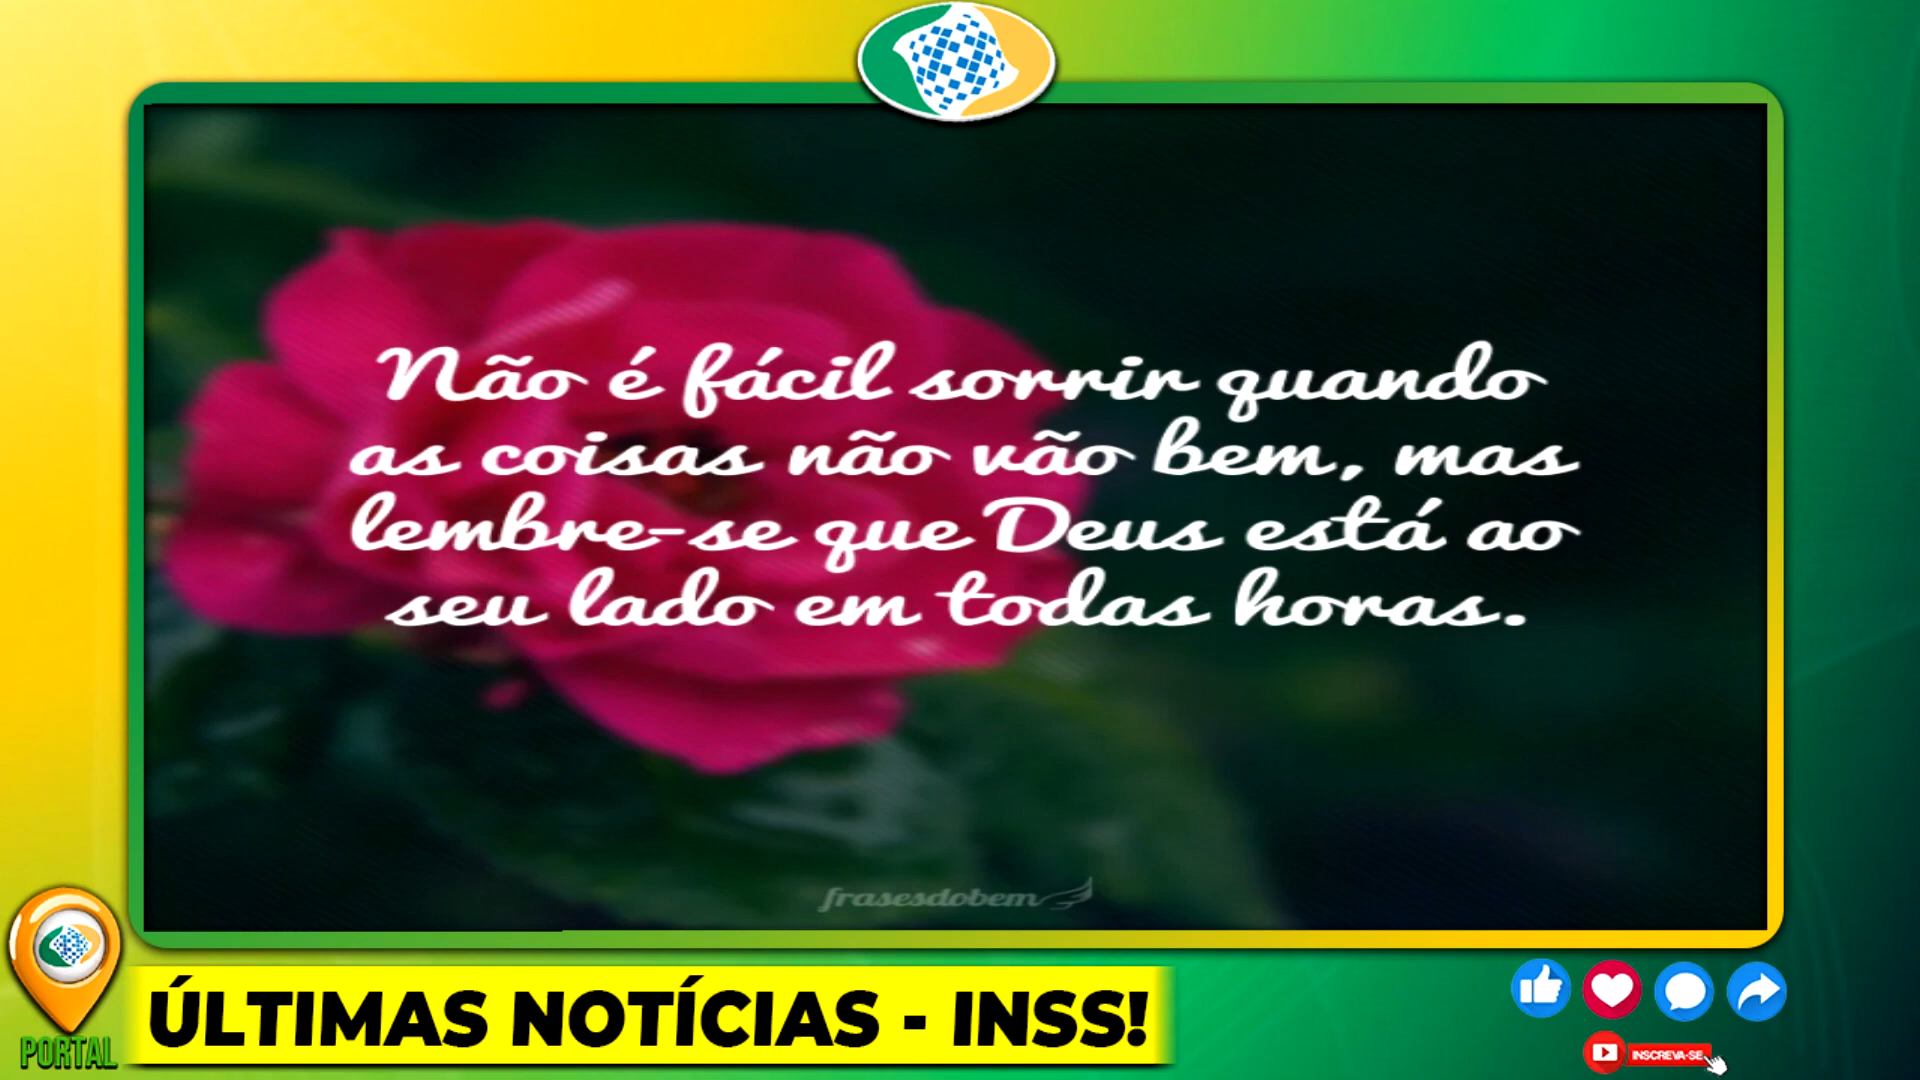 Não é fácil sorrir quando
as coisas não vão bem, mas
lembre-se que Deus está ao
seu lado em todas horas.
frasesdobem
ÚLTIMAS NOTÍCIAS - INSS!
PORTAL
INSCREVA-SE